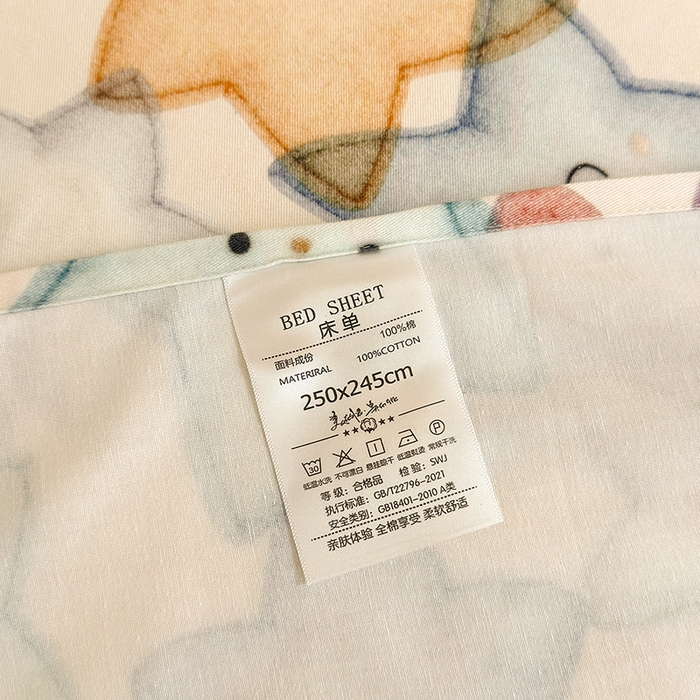 BED SHEET
床单
面料成份 100%棉
MATERIRAL 100%COTTON
250x245cm
30 P
低温水洗 不可漂白 悬挂晾干 低温熨烫 常规干洗
等 级：合格品 检 验：SWJ
执行标准：GB/T22796-2021
安全类别：GB18401-2010 A类
亲肤体验 全棉享受 柔软舒适